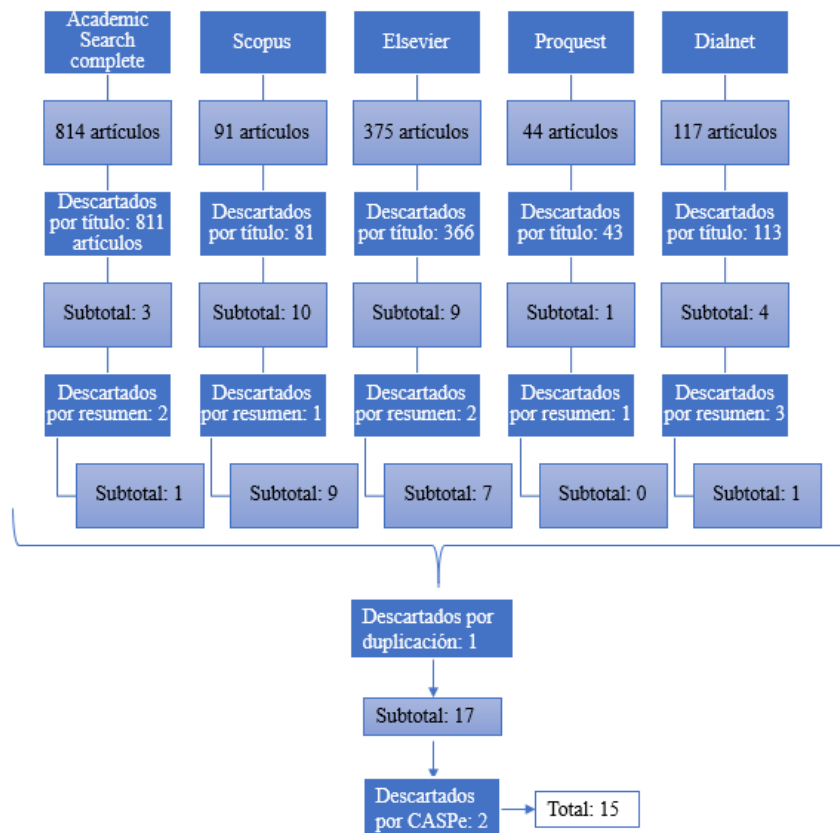 Academic
Search
complete
Scopus
Elsevier
Proquest
Dialnet
814 artículos
91 artículos
375 artículos
44 artículos
117 artículos
Descartados
por título: 811
artículos
Descartados
por título: 81
Descartados
por título: 366
Descartados
por título: 43
Descartados
por título: 113
Subtotal: 3
Subtotal: 10
Subtotal: 9
Subtotal: 1
Subtotal: 4
Descartados
por resumen: 2
Descartados
por resumen: 1
Descartados
por resumen: 2
Descartados
por resumen: 1
Descartados
por resumen: 3
Subtotal: 1
Subtotal: 9
Subtotal: 7
Subtotal: 0
Subtotal: 1
Descartados por
duplicación: 1
Subtotal: 17
Descartados
por CASPe: 2
Total: 15